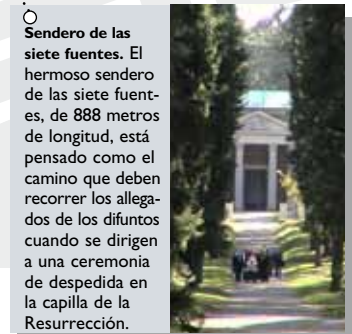 Sendero de las
siete fuentes. El
hermoso sendero
de las siete fuent-
es, de 888 metros
de longitud, está
pensado como el
camino que deben
recorrer los allega-
dos de los difuntos
cuando se dirigen
a una ceremonia
de despedida en
la capilla de la
Resurrección.